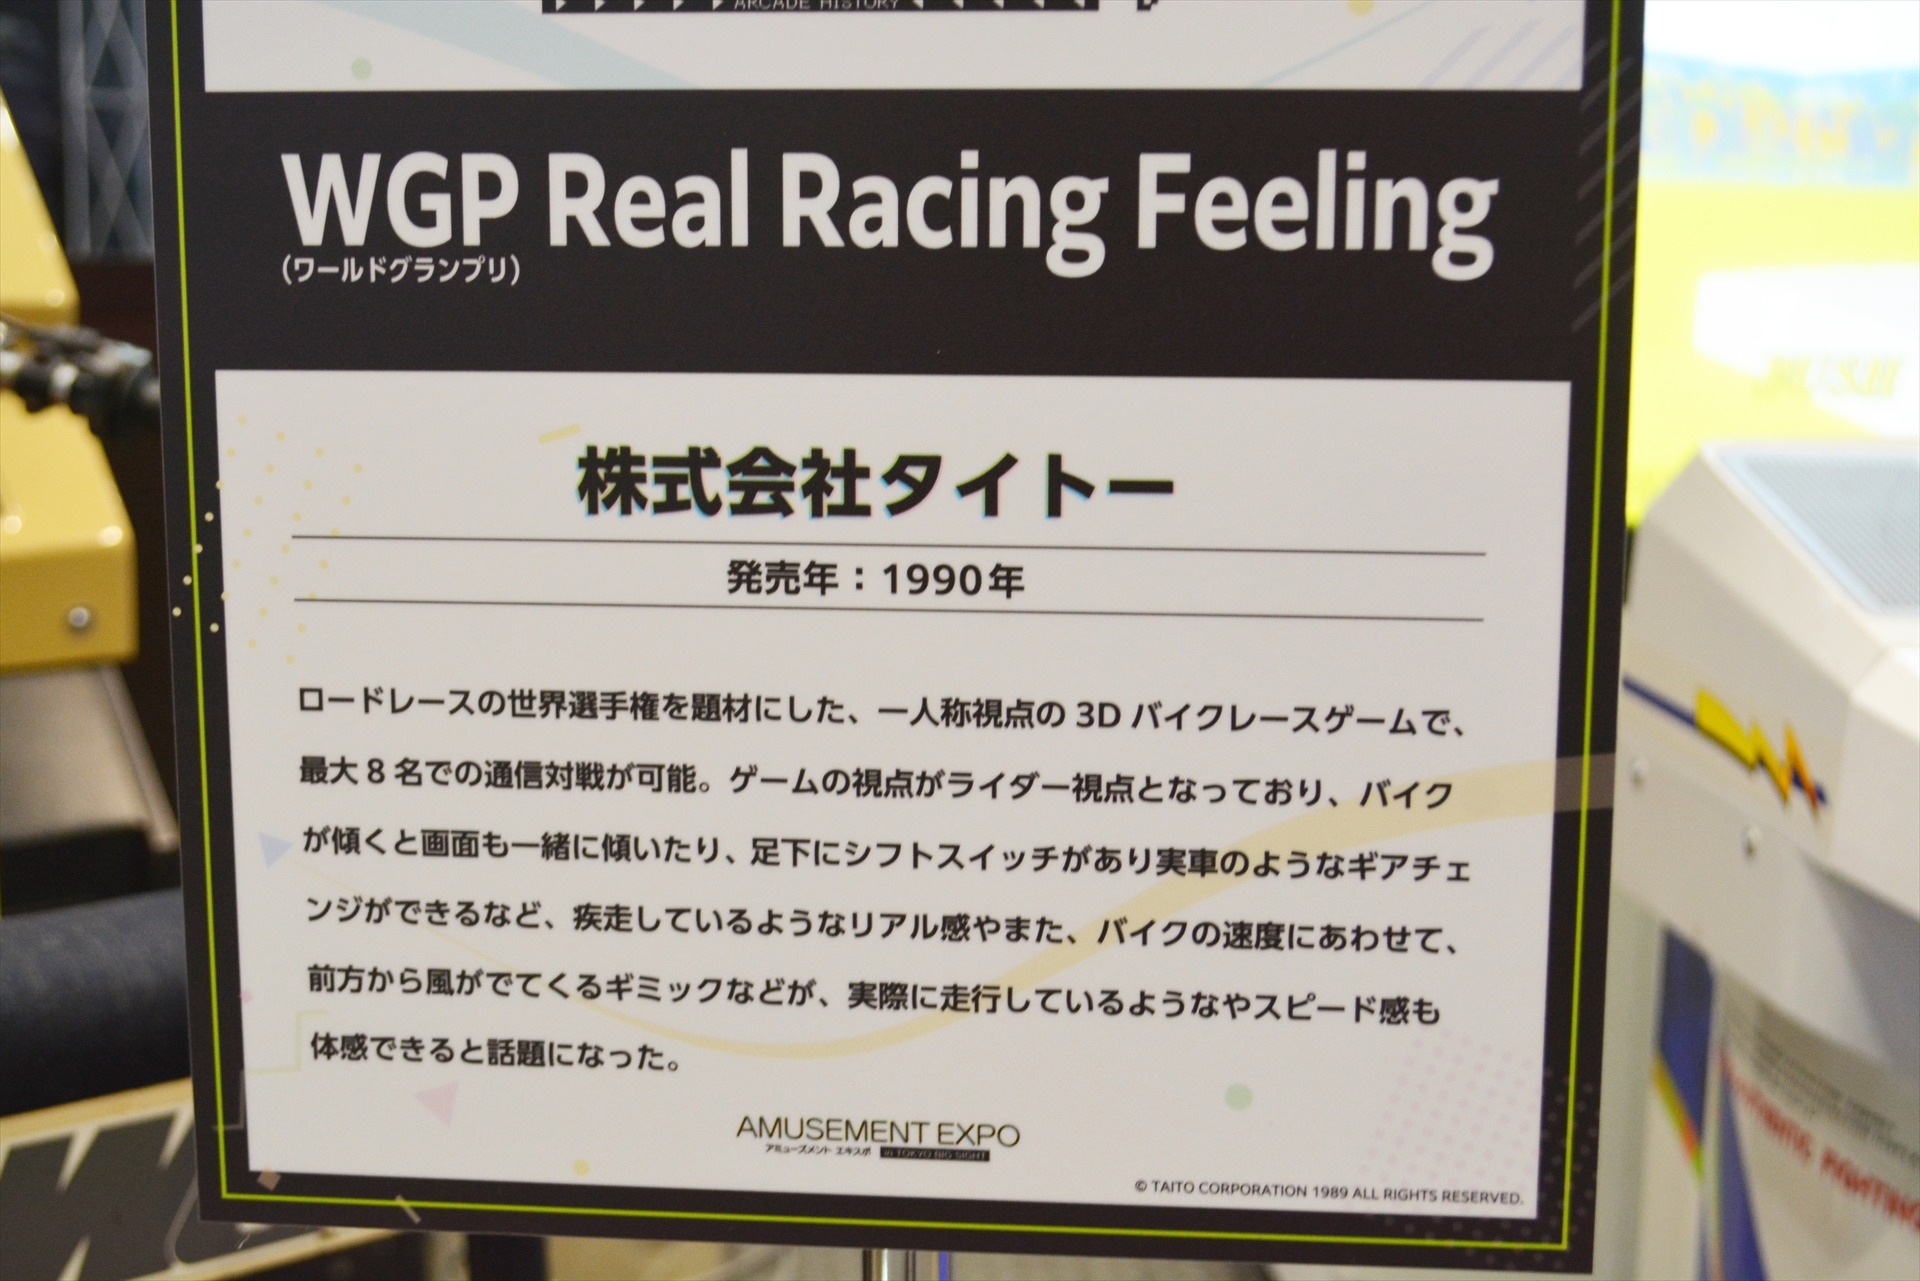 ARCADE HISTORY
WGP Real Racing Feeling
（ワールドグランプリ）
株式会社タイトー
発売年：1990年
ロードレースの世界選手権を題材にした、一人称視点の 3D バイクレースゲームで、
最大 8 名での通信対戦が可能。ゲームの視点がライダー視点となっており、バイク
が傾くと画面も一緒に傾いたり、足下にシフトスイッチがあり実車のようなギアチェ
ンジができるなど、疾走しているようなリアル感やまた、バイクの速度にあわせて、
前方から風がでてくるギミックなどが、実際に走行しているようなやスピード感も
体感できると話題になった。
AMUSEMENT EXPO
アミューズメント エキスポ in TOKYO BIG SIGHT
© TAITO CORPORATION 1989 ALL RIGHTS RESERVED.